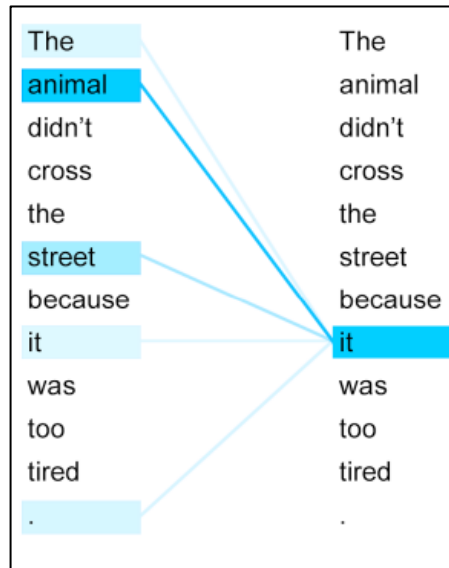 The The
animal animal
didn't didn't
cross cross
the the
street street
because because
it it
was was
too too
tired tired
. .